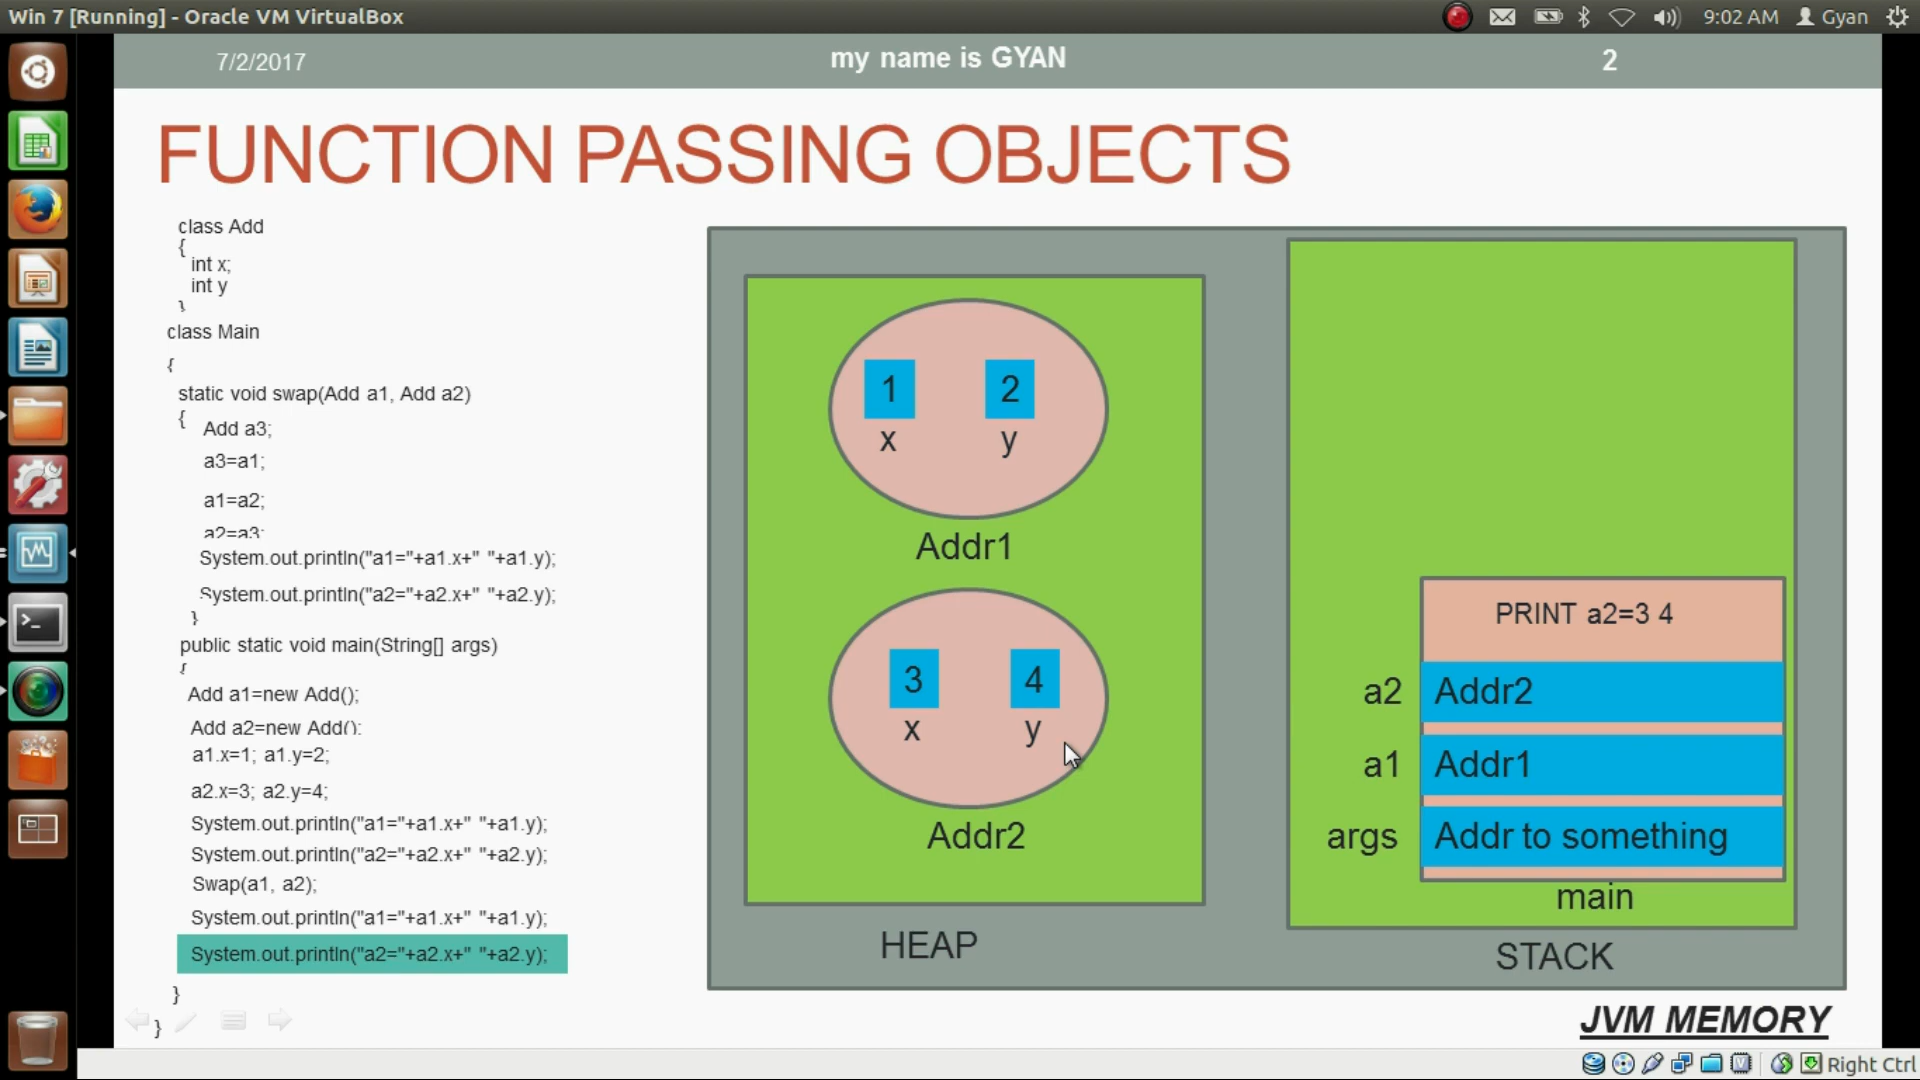 Win 7 [Running] - Oracle VM VirtualBox
9:02 AM Gyan
7/2/2017
my name is GYAN
2
FUNCTION PASSING OBJECTS
class Add
{
int x;
int y
}
class Main
{
static void swap(Add a1, Add a2)
{
Add a3;
a3=a1;
a1=a2;
a2=a3;
System.out.println("a1="+a1.x+" "+a1.y);
System.out.println("a2="+a2.x+" "+a2.y);
}
public static void main(String[] args)
{
Add a1=new Add();
Add a2=new Add();
a1.x=1; a1.y=2;
a2.x=3; a2.y=4;
System.out.println("a1="+a1.x+" "+a1.y);
System.out.println("a2="+a2.x+" "+a2.y);
Swap(a1, a2);
System.out.println("a1="+a1.x+" "+a1.y);
System.out.println("a2="+a2.x+" "+a2.y);
}
}
1 2
x y
Addr1
3 4
x y
Addr2
HEAP
PRINT a2=3 4
a2 Addr2
a1 Addr1
args Addr to something
main
STACK
JVM MEMORY
Right Ctrl